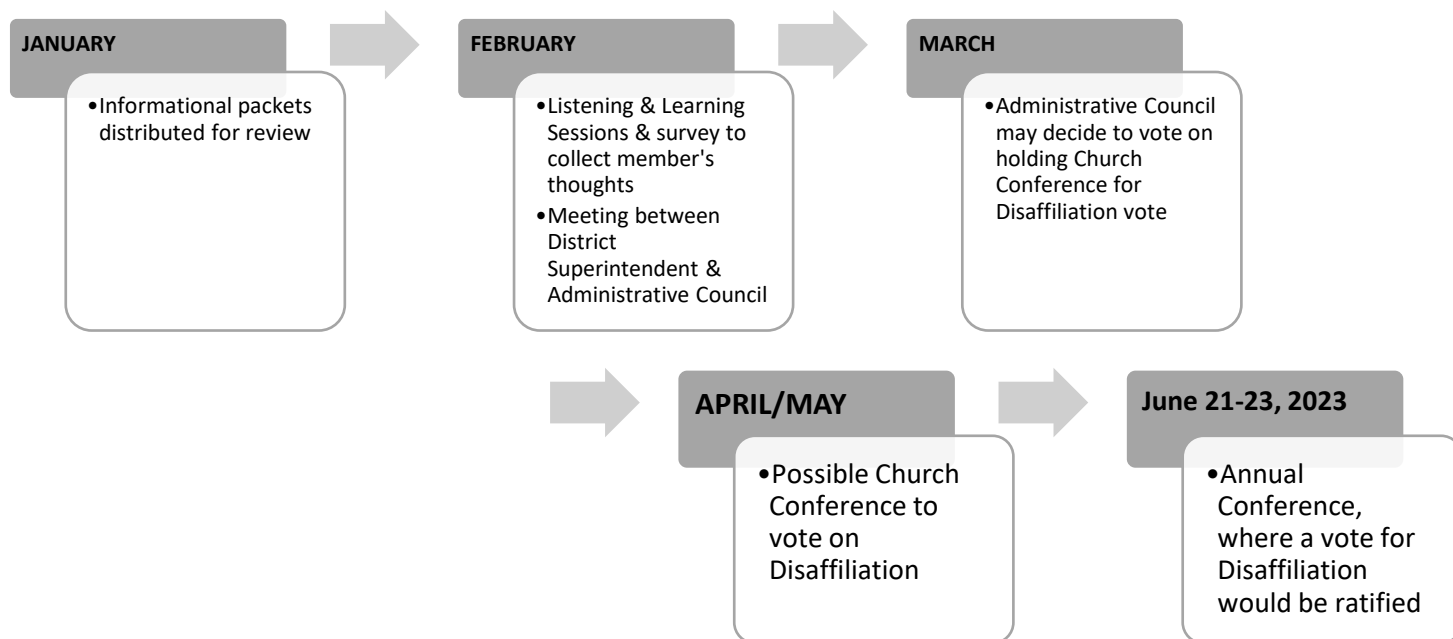 JANUARY
•Informational packets
distributed for review
FEBRUARY
•Listening & Learning
Sessions & survey to
collect member's
thoughts
•Meeting between
District
Superintendent &
Administrative Council
MARCH
•Administrative Council
may decide to vote on
holding Church
Conference for
Disaffiliation vote
APRIL/MAY
•Possible Church
Conference to
vote on
Disaffiliation
June 21-23, 2023
•Annual
Conference,
where a vote for
Disaffiliation
would be ratified